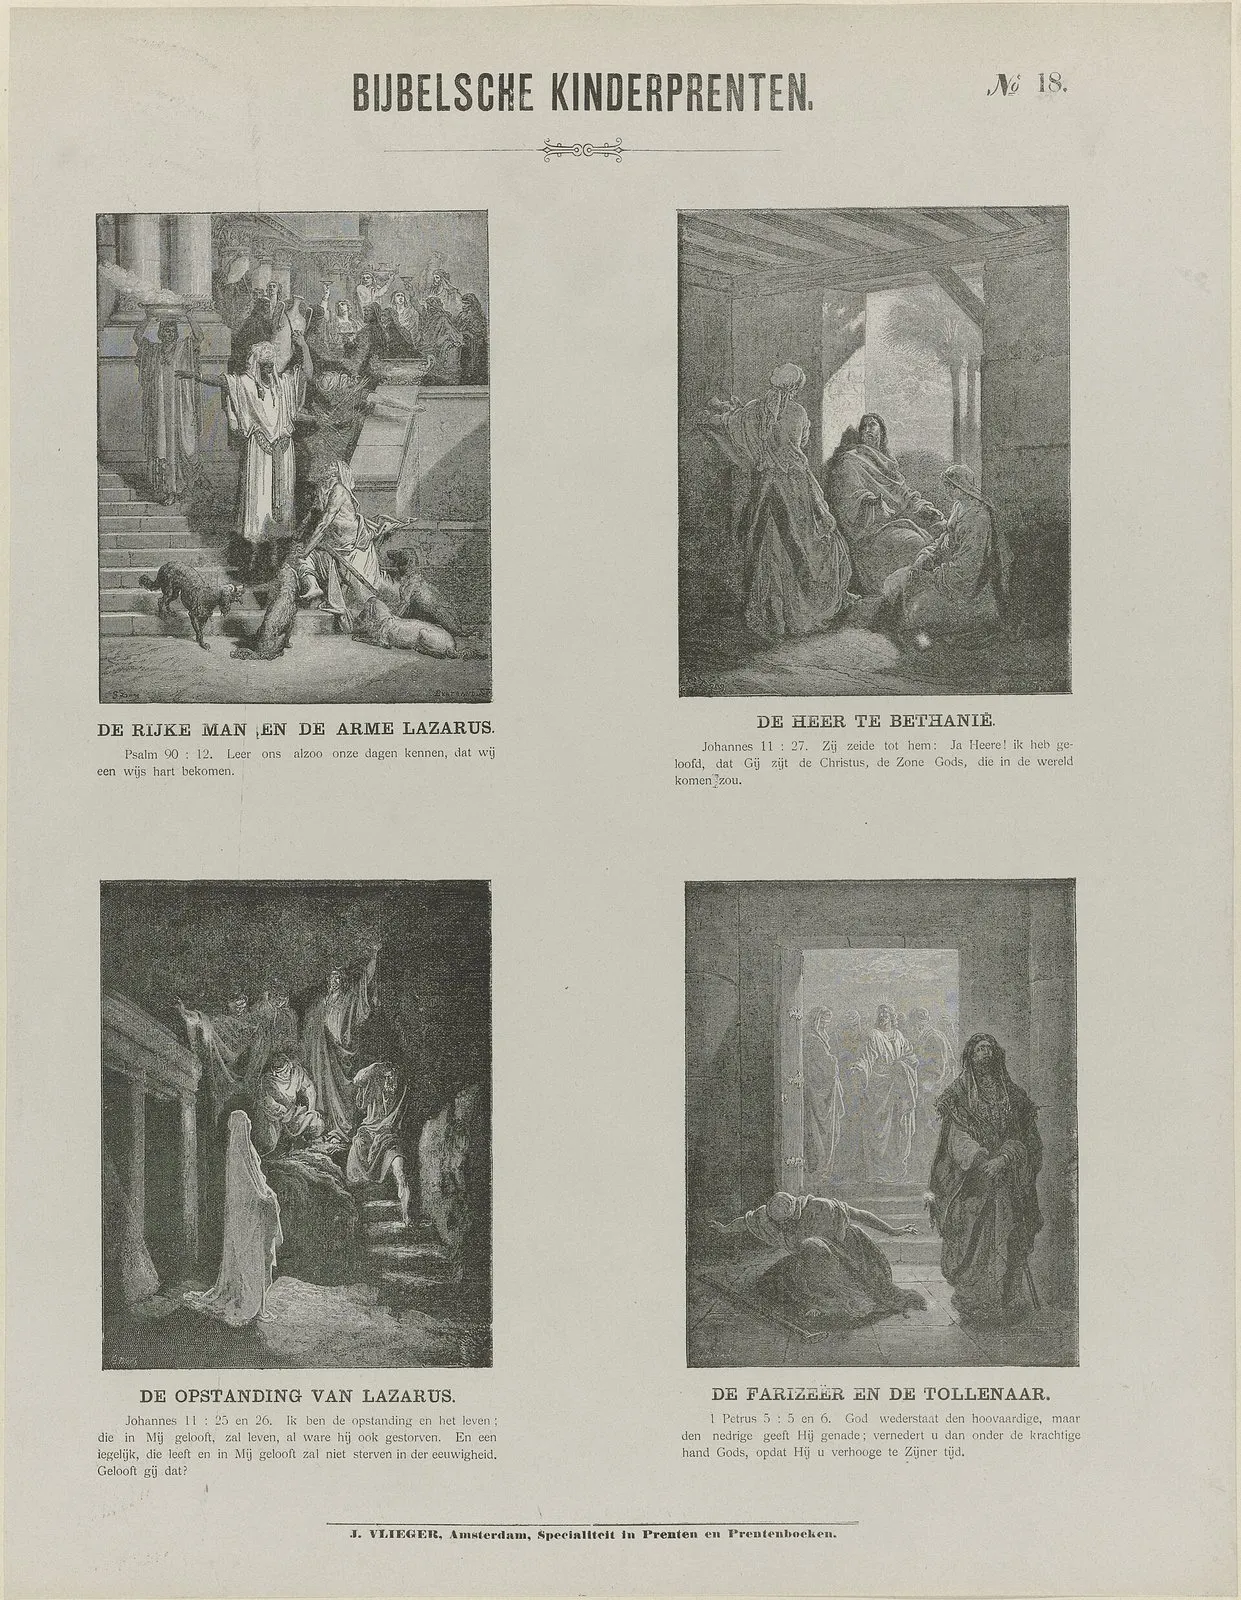 BIJBELSCHE KINDERPRENTEN.
No 18.
DE RIJKE MAN EN DE ARME LAZARUS.
Psalm 90 : 12. Leer ons alzoo onze dagen kennen, dat wij
een wijs hart bekomen.
DE HEER TE BETHANIË.
Johannes 11 : 27. Zij zeide tot hem: Ja Heere! ik heb ge-
loofd, dat Gij zijt de Christus, de Zone Gods, die in de wereld
komen zou.
DE OPSTANDING VAN LAZARUS.
Johannes 11 : 25 en 26. Ik ben de opstanding en het leven;
die in Mij gelooft, zal leven, al ware hij ook gestorven. En een
iegelijk, die leeft en in Mij gelooft zal niet sterven in der eeuwigheid.
Gelooft gij dat?
DE FARIZEËR EN DE TOLLENAAR.
1 Petrus 5 : 5 en 6. God wederstaat den hoovaardige, maar
den nedrige geeft Hij genade; vernedert u dan onder de krachtige
hand Gods, opdat Hij u verhooge te Zijner tijd.
J. VLIEGER, Amsterdam, Specialiteit in Prenten en Prentenboeken.